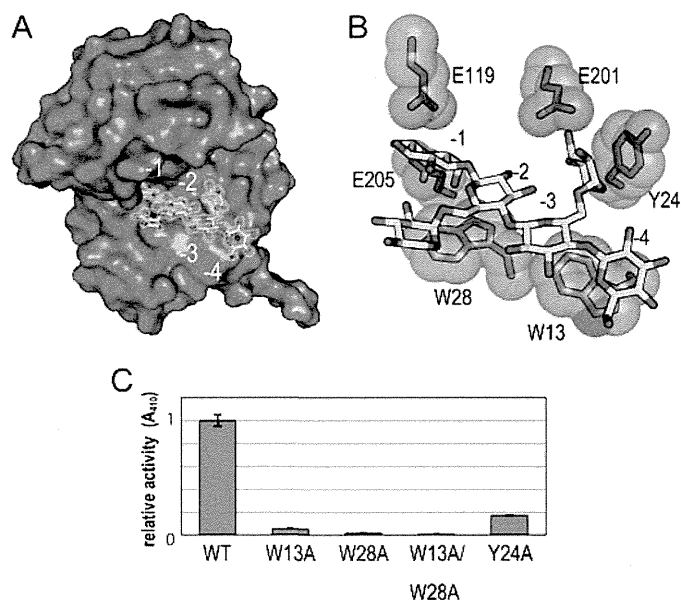 A
-1
-2
-3
-4
B
E119
E201
-1
-2
E205
-3
Y24
-4
W28
W13
C
relative activity (A410)
1
0
WT W13A W28A W13A/ Y24A
W28A